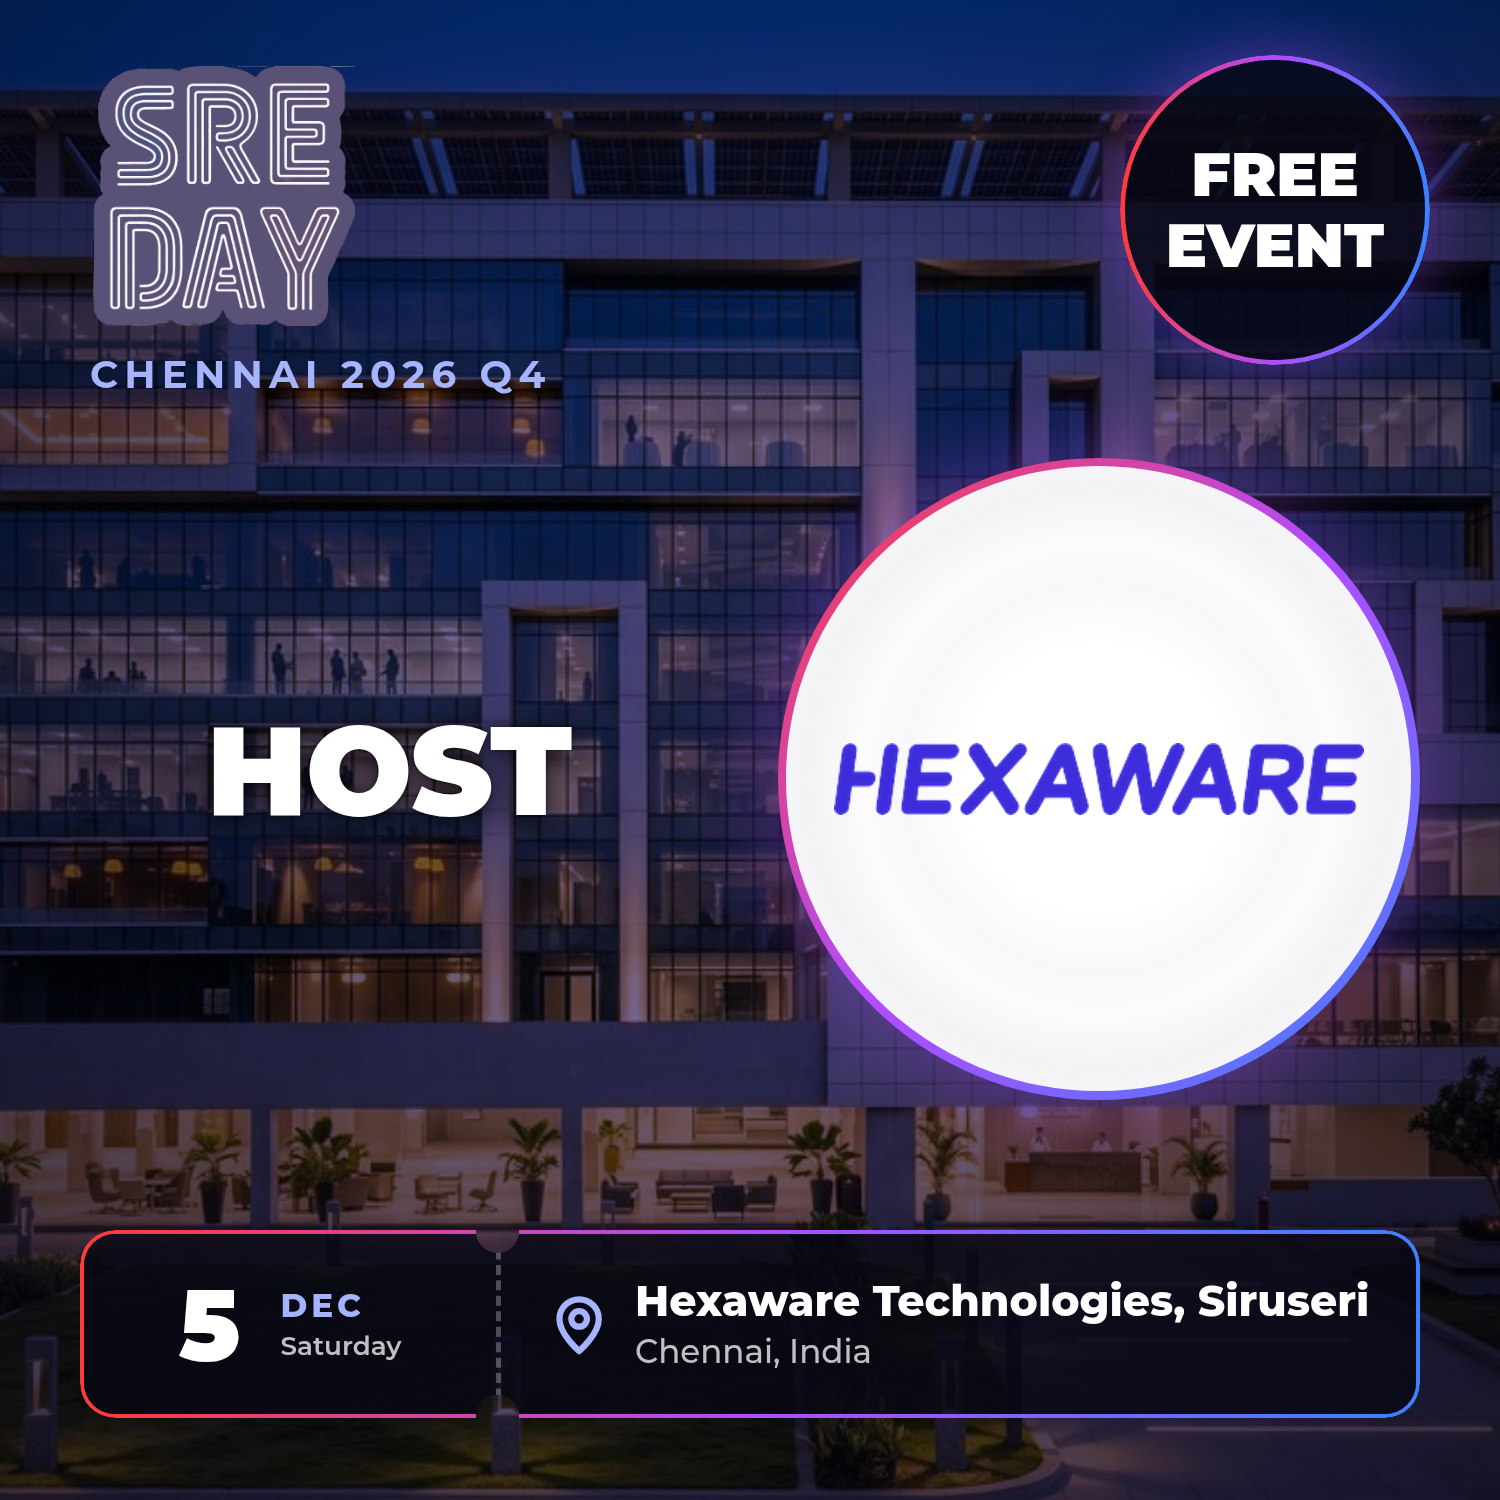 SRE
DAY
CHENNAI 2026 Q4
FREE
EVENT
HOST
HEXAWARE
5
DEC
Saturday
Hexaware Technologies, Siruseri
Chennai, India